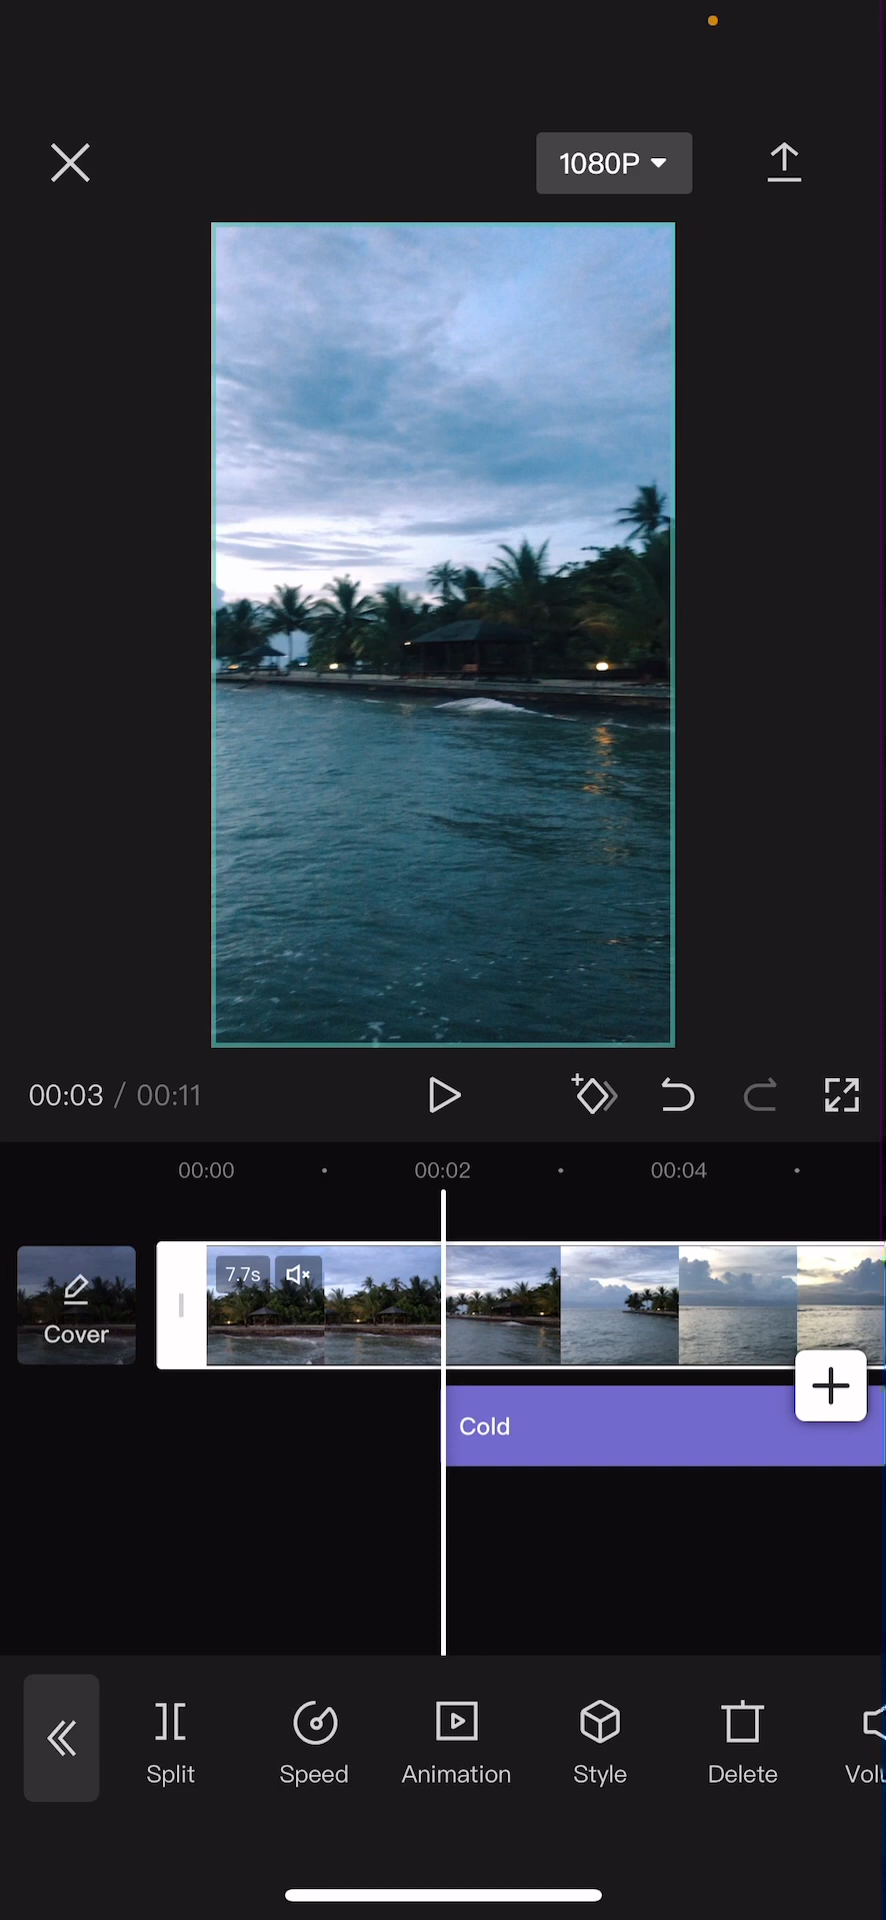 1080P
00:03 / 00:11
00:00 00:02 00:04
7.7s
Cover
Cold
Split Speed Animation Style Delete Volu